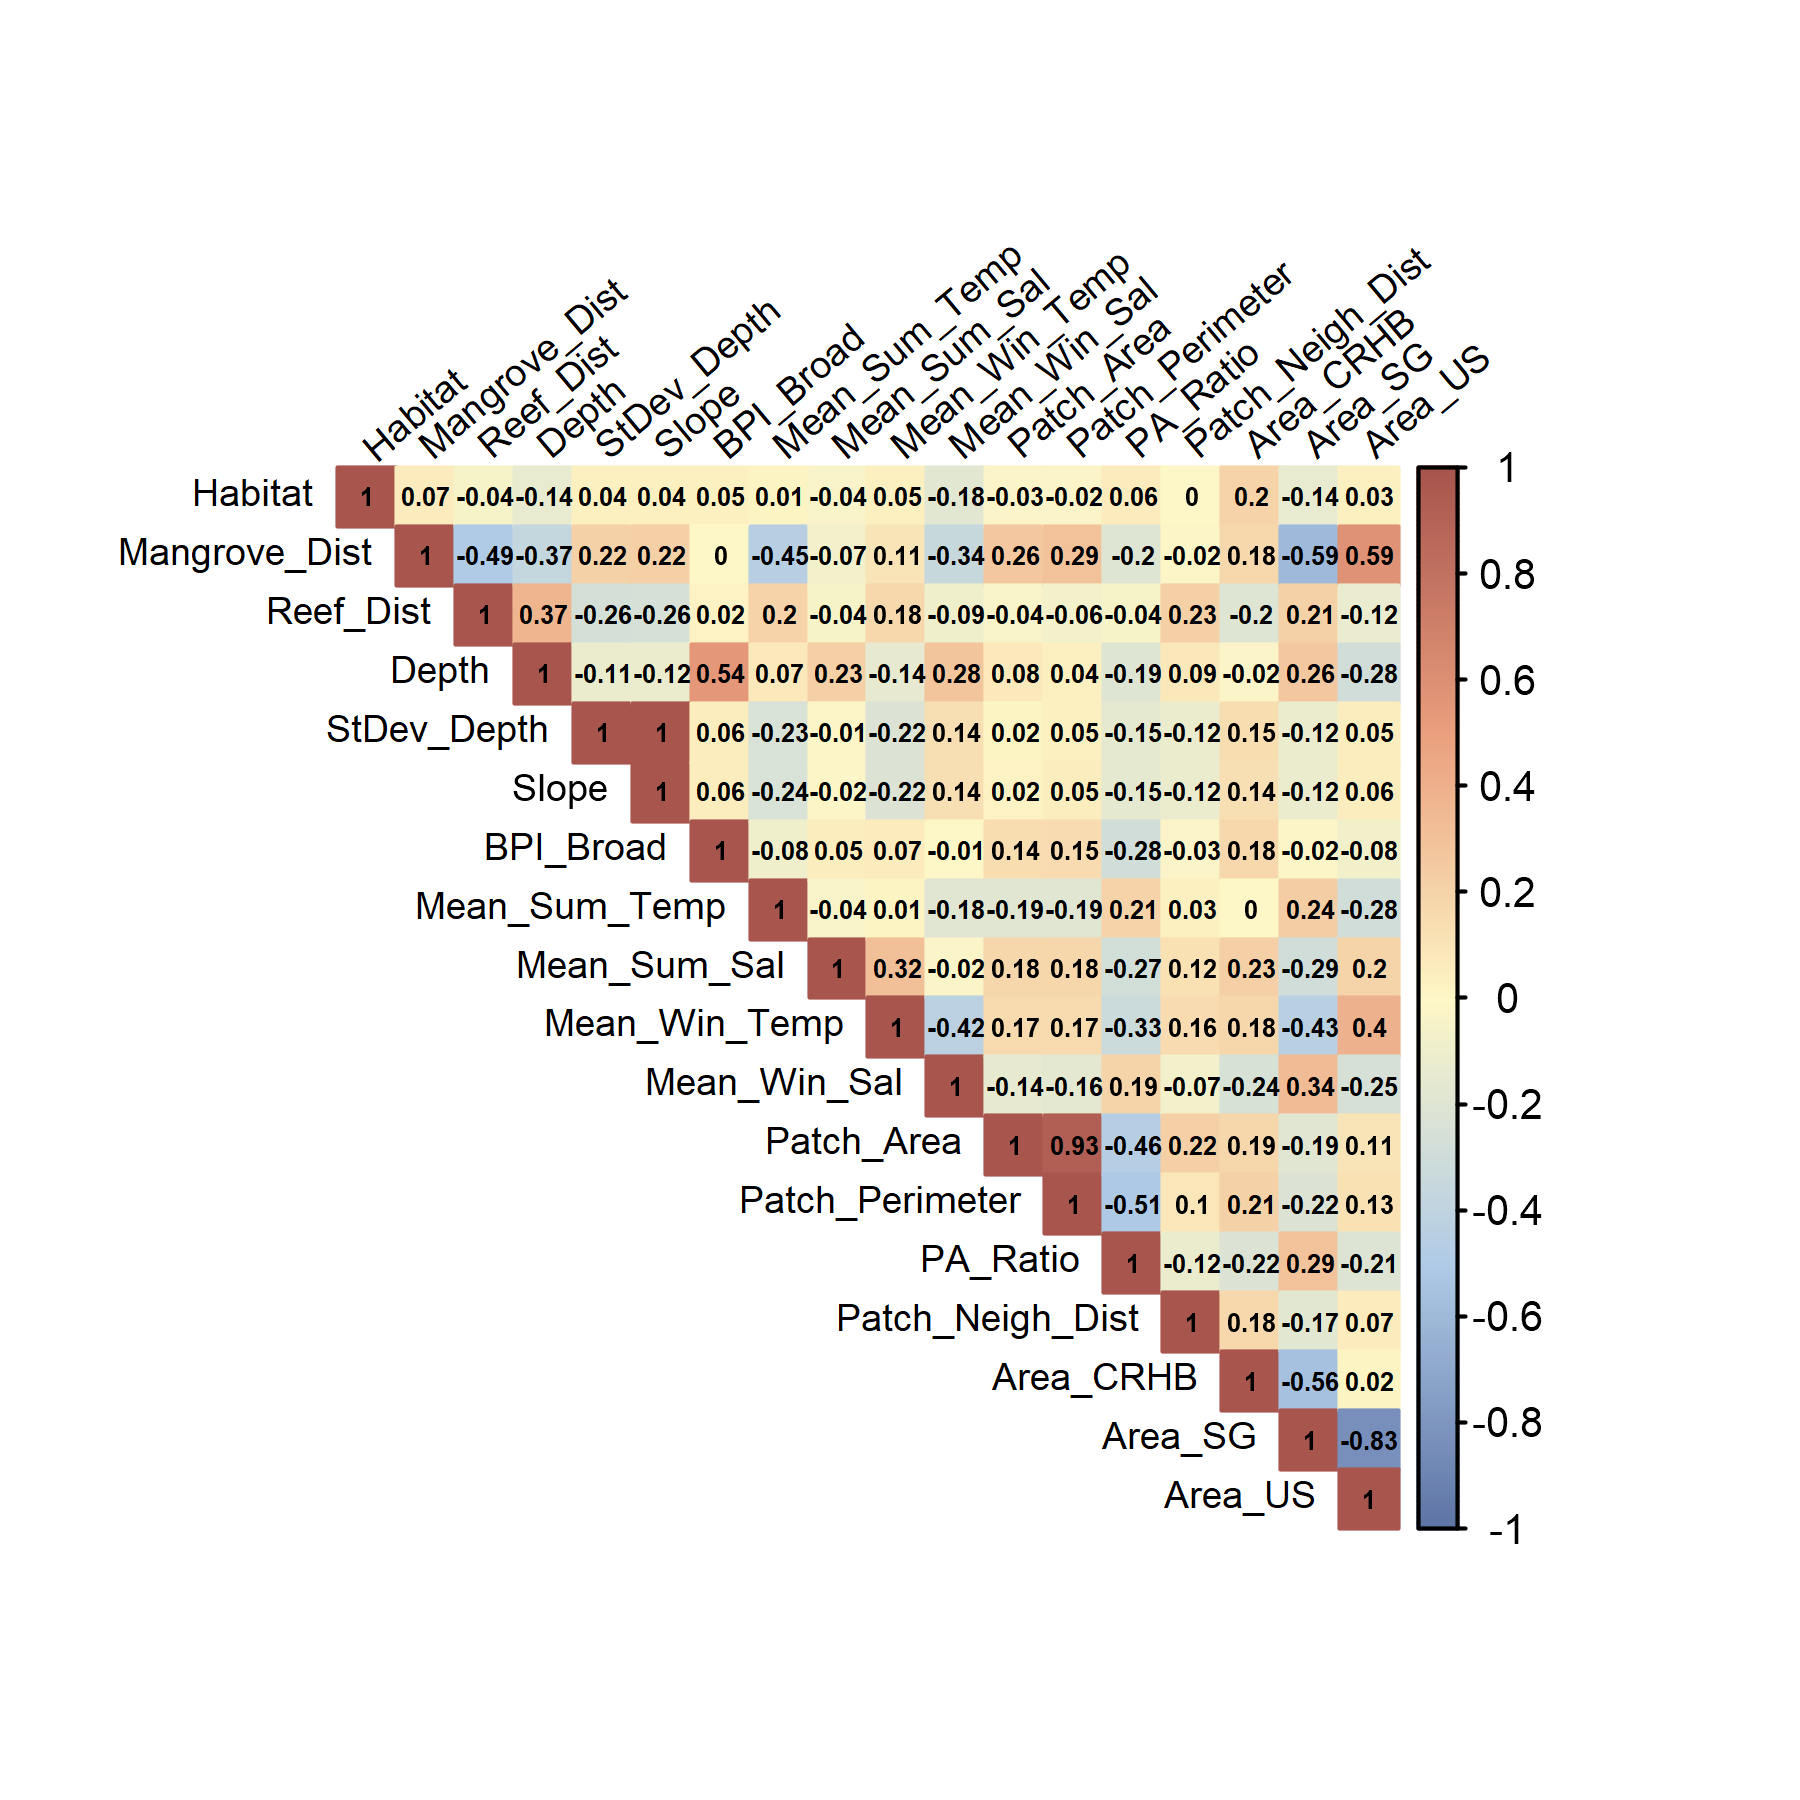 Habitat
Mangrove_Dist
Reef_Dist
Depth
StDev_Depth
Slope
BPI_Broad
Mean_Sum_Temp
Mean_Sum_Sal
Mean_Win_Temp
Mean_Win_Sal
Patch_Area
Patch_Perimeter
PA_Ratio
Patch_Neigh_Dist
Area_CRHB
Area_SG
Area_US
Habitat 1 0.07 -0.04 -0.14 0.04 0.04 0.05 0.01 -0.04 0.05 -0.18 -0.03 -0.02 0.06 0 0.2 -0.14 0.03
Mangrove_Dist 1 -0.49 -0.37 0.22 0.22 0 -0.45 -0.07 0.11 -0.34 0.26 0.29 -0.2 -0.02 0.18 -0.59 0.59
Reef_Dist 1 0.37 -0.26 -0.26 0.02 0.2 -0.04 0.18 -0.09 -0.04 -0.06 -0.04 0.23 -0.2 0.21 -0.12
Depth 1 -0.11 -0.12 0.54 0.07 0.23 -0.14 0.28 0.08 0.04 -0.19 0.09 -0.02 0.26 -0.28
StDev_Depth 1 1 0.06 -0.23 -0.01 -0.22 0.14 0.02 0.05 -0.15 -0.12 0.15 -0.12 0.05
Slope 1 0.06 -0.24 -0.02 -0.22 0.14 0.02 0.05 -0.15 -0.12 0.14 -0.12 0.06
BPI_Broad 1 -0.08 0.05 0.07 -0.01 0.14 0.15 -0.28 -0.03 0.18 -0.02 -0.08
Mean_Sum_Temp 1 -0.04 0.01 -0.18 -0.19 -0.19 0.21 0.03 0 0.24 -0.28
Mean_Sum_Sal 1 0.32 -0.02 0.18 0.18 -0.27 0.12 0.23 -0.29 0.2
Mean_Win_Temp 1 -0.42 0.17 0.17 -0.33 0.16 0.18 -0.43 0.4
Mean_Win_Sal 1 -0.14 -0.16 0.19 -0.07 -0.24 0.34 -0.25
Patch_Area 1 0.93 -0.46 0.22 0.19 -0.19 0.11
Patch_Perimeter 1 -0.51 0.1 0.21 -0.22 0.13
PA_Ratio 1 -0.12 -0.22 0.29 -0.21
Patch_Neigh_Dist 1 0.18 -0.17 0.07
Area_CRHB 1 -0.56 0.02
Area_SG 1 -0.83
Area_US 1
1
0.8
0.6
0.4
0.2
0
-0.2
-0.4
-0.6
-0.8
-1